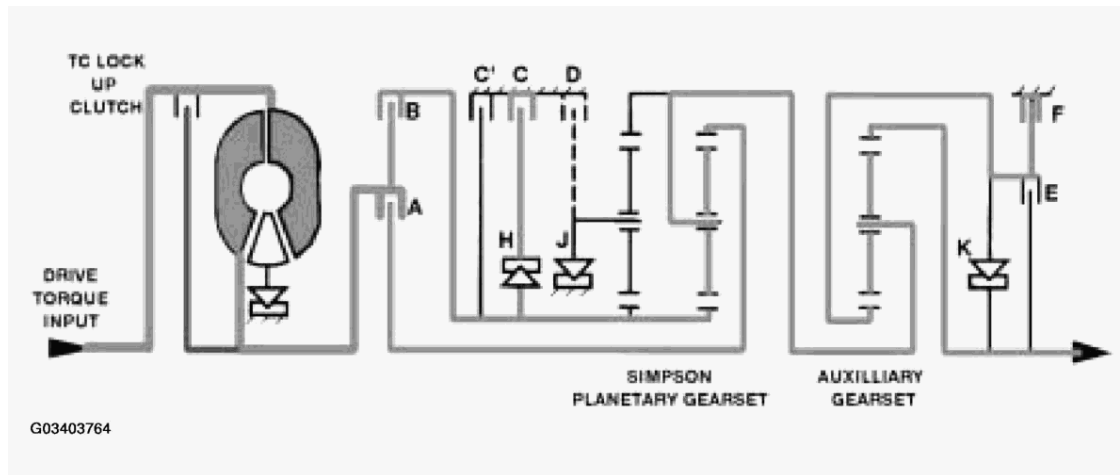 TC LOCK
UP
CLUTCH
C' C D
B
F
A
E
H J K
DRIVE
TORQUE
INPUT
SIMPSON
PLANETARY GEARSET
AUXILLIARY
GEARSET
G03403764